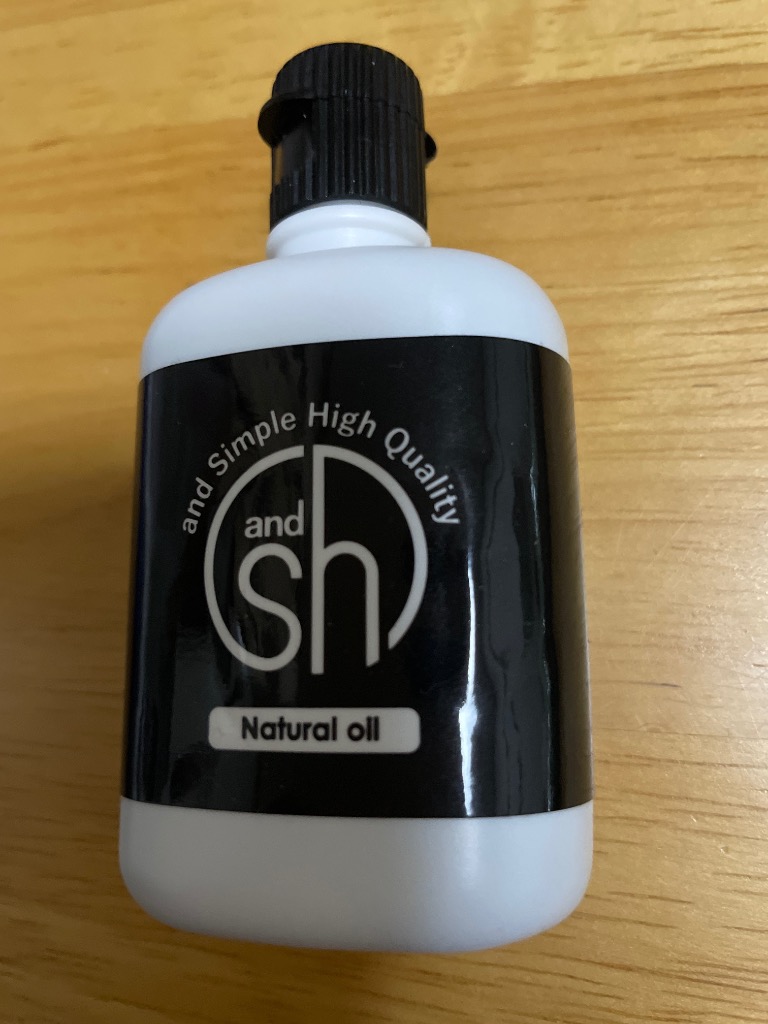 and Simple High Quality
and
sh
Natural oil